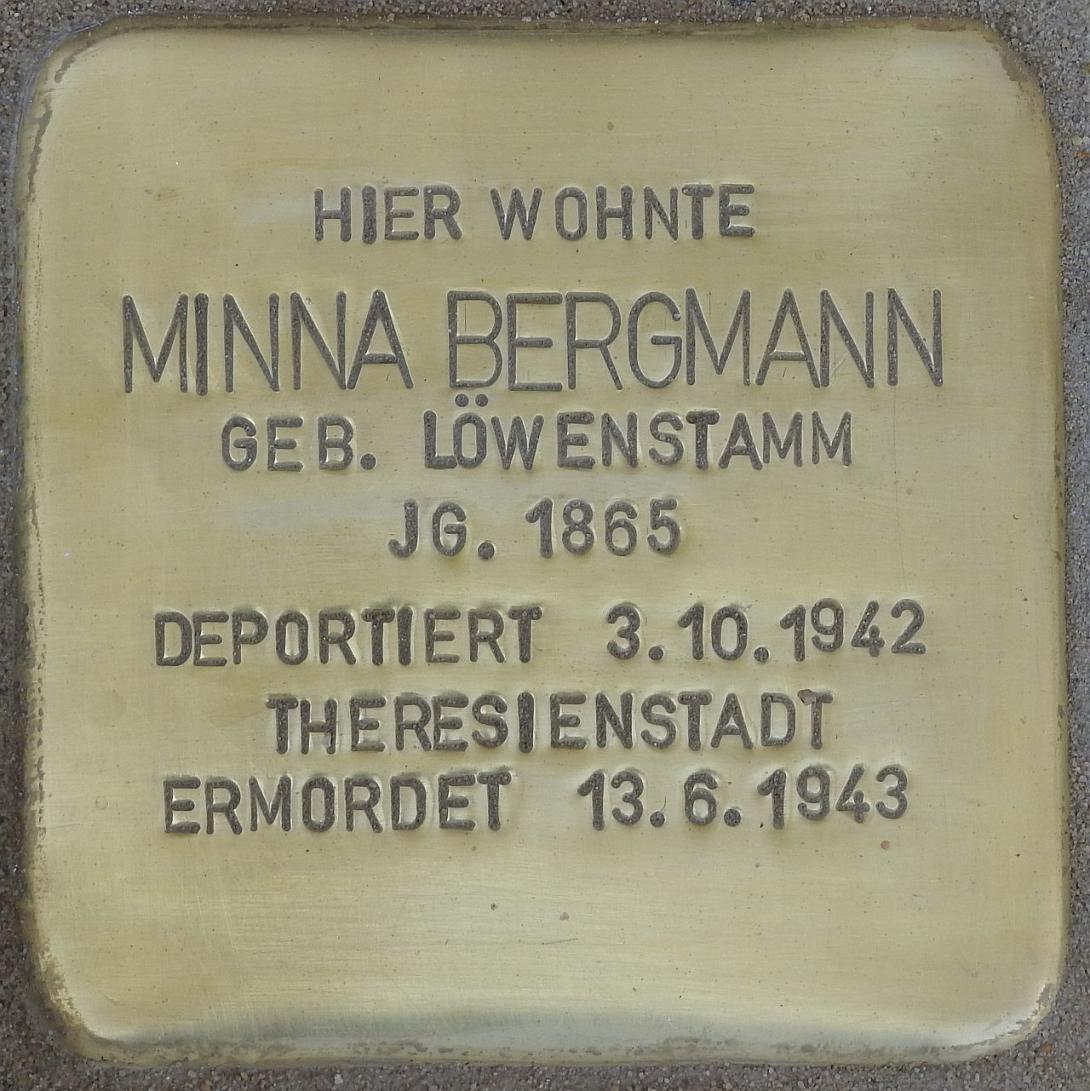 HIER WOHNTE
MINNA BERGMANN
GEB. LÖWENSTAMM
JG. 1865
DEPORTIERT 3.10.1942
THERESIENSTADT
ERMORDET 13.6.1943